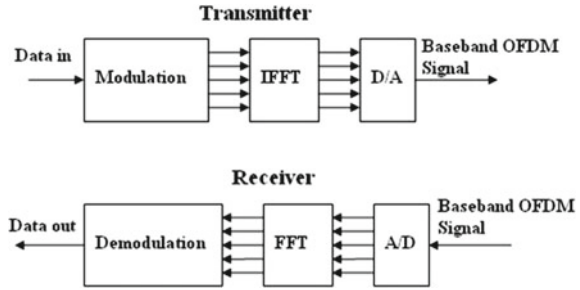 Transmitter
Data in
Modulation
IFFT
D/A
Baseband OFDM
Signal
Receiver
Data out
Demodulation
FFT
A/D
Baseband OFDM
Signal